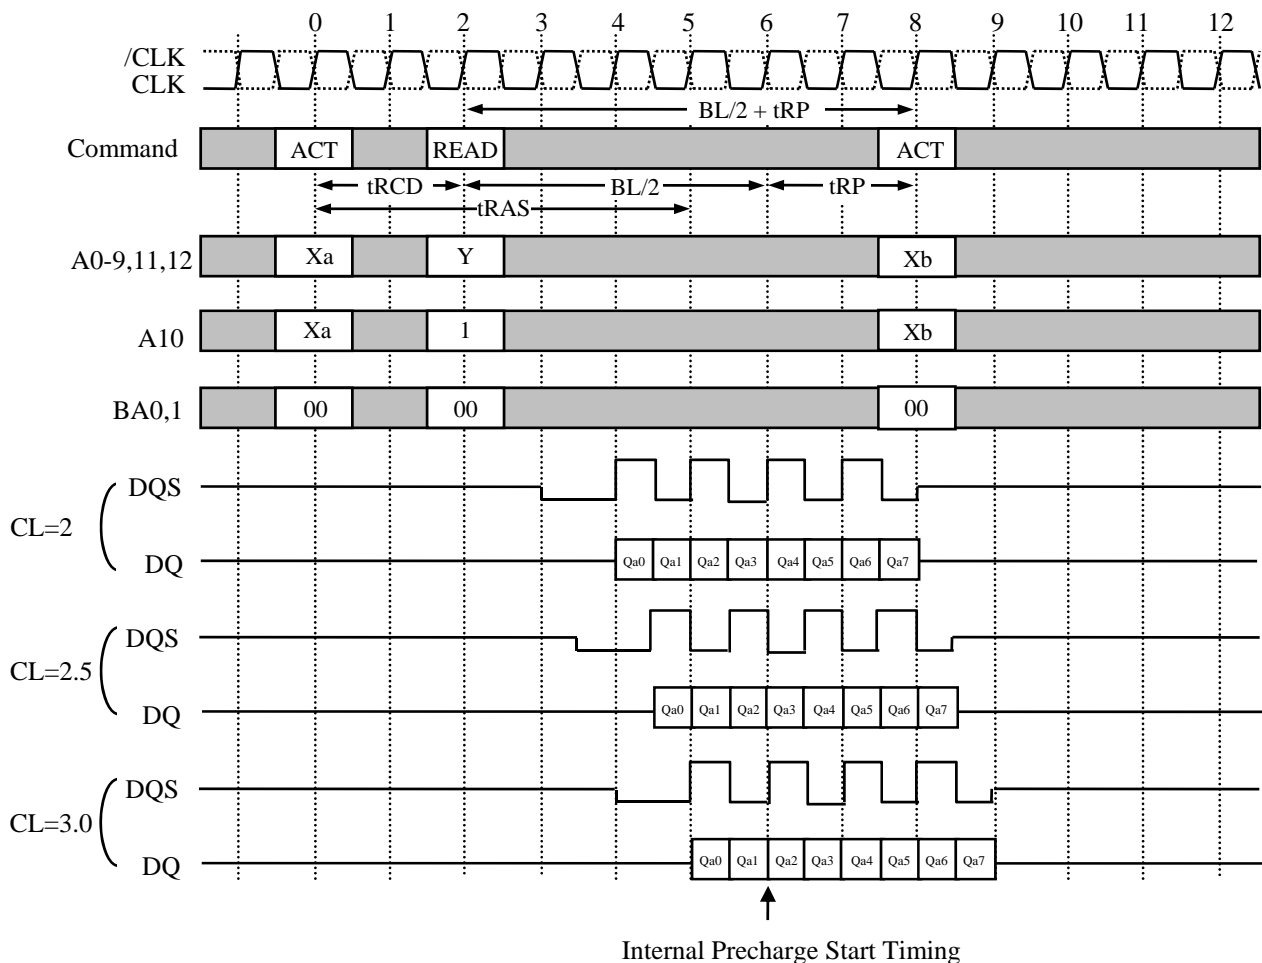 0 1 2 3 4 5 6 7 8 9 10 11 12
/CLK
CLK
BL/2 + tRP
Command ACT READ ACT
tRCD BL/2 tRP
tRAS
A0-9,11,12 Xa Y Xb
A10 Xa 1 Xb
BA0,1 00 00 00
DQS
CL=2
DQ Qa0 Qa1 Qa2 Qa3 Qa4 Qa5 Qa6 Qa7
DQS
CL=2.5
DQ Qa0 Qa1 Qa2 Qa3 Qa4 Qa5 Qa6 Qa7
DQS
CL=3.0
DQ Qa0 Qa1 Qa2 Qa3 Qa4 Qa5 Qa6 Qa7
Internal Precharge Start Timing